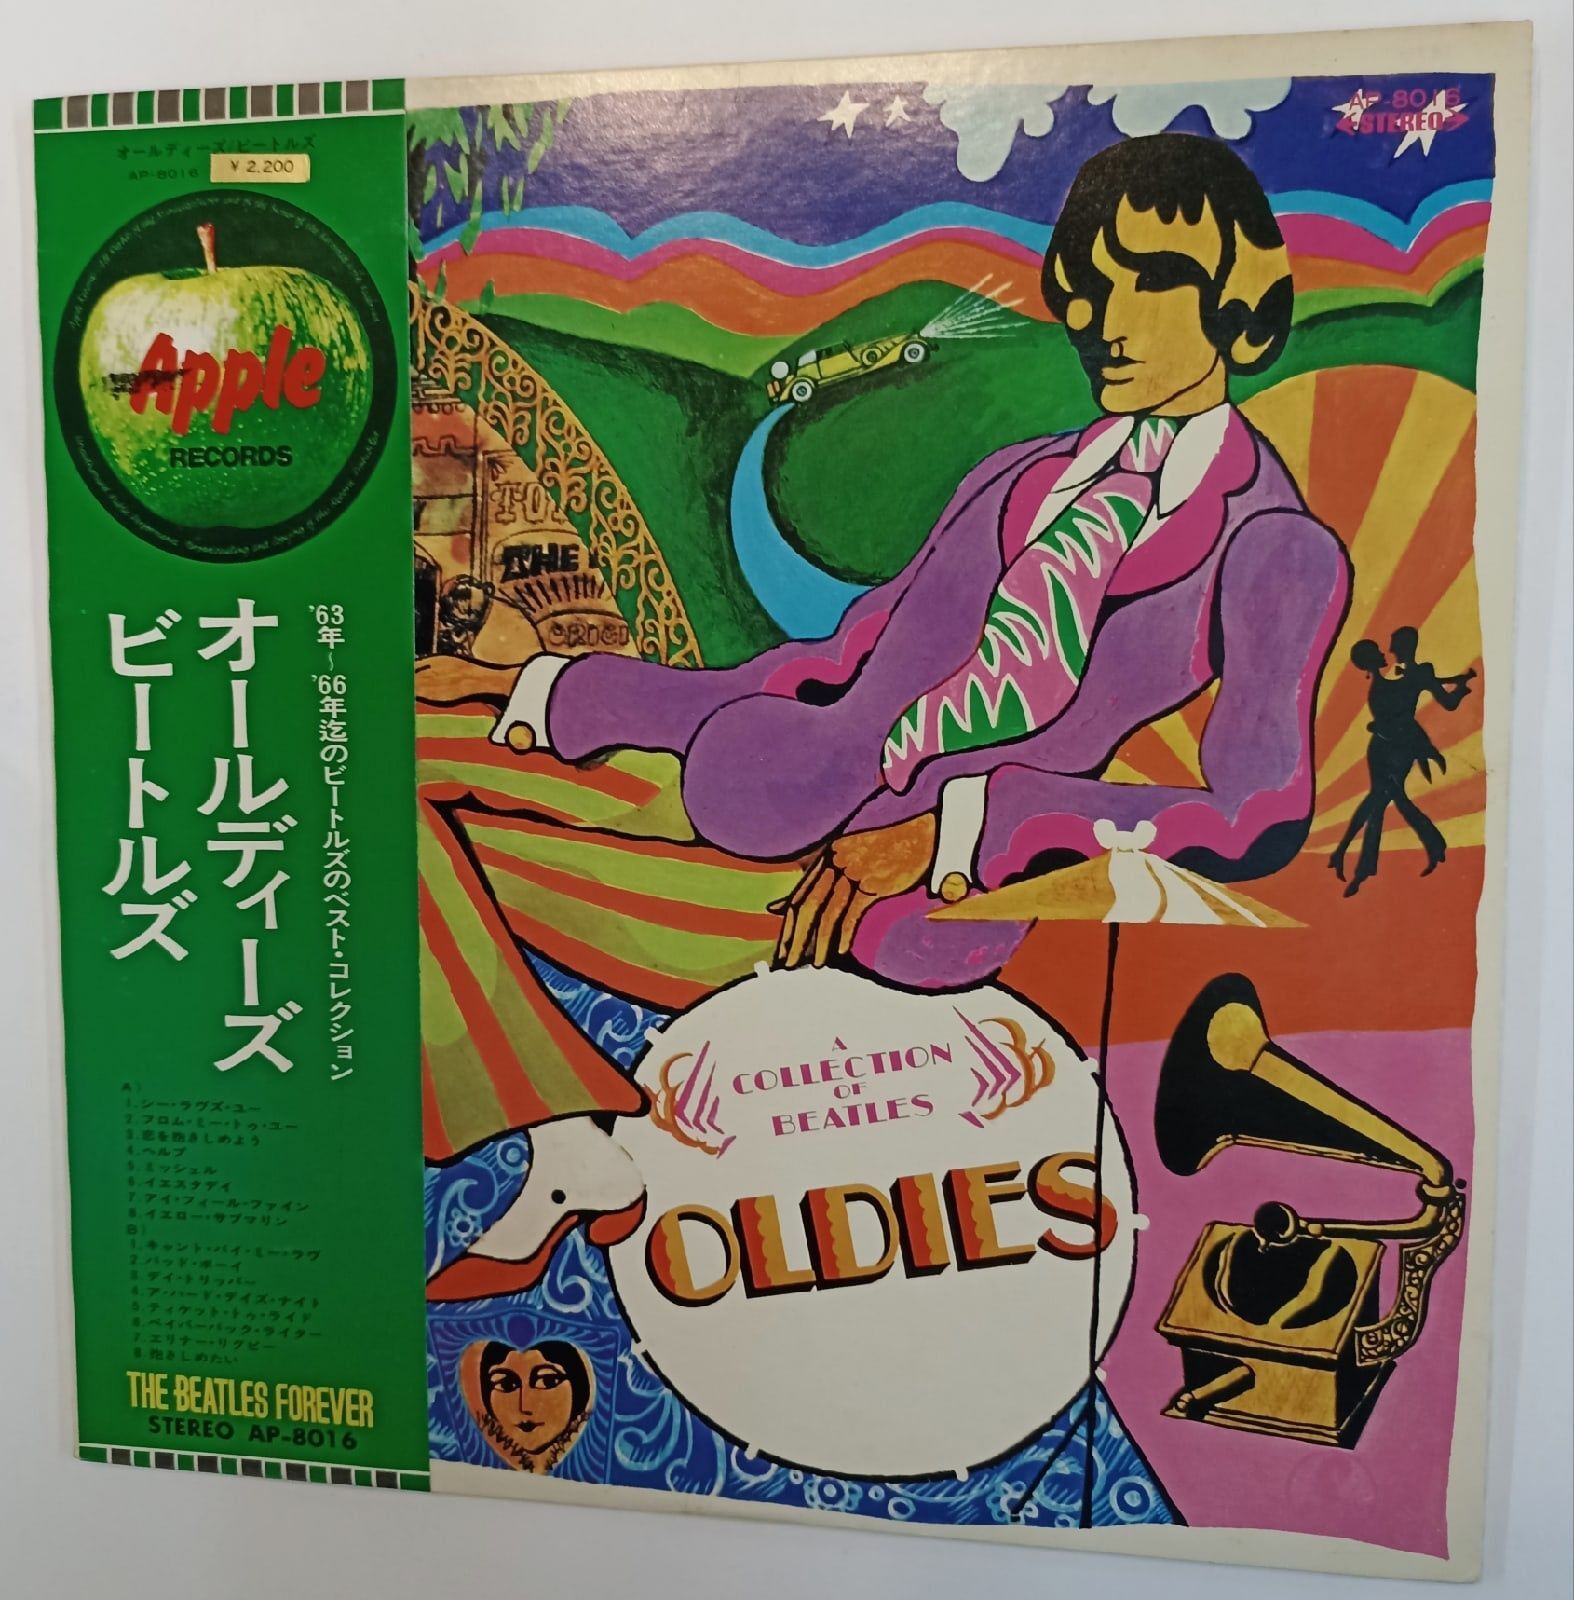 オールディーズ/ビートルズ
AP-8016
¥ 2.200
Apple
RECORDS
'63年~'66年迄のビートルズのベスト・コレクション
オールディーズ
ビートルズ
A)
1.シー・ラヴズ・ユー
2.フロム・ミー・トゥ・ユー
3.恋を抱きしめよう
4.ヘルプ
5.ミッシェル
6.イエスタデイ
7.アイ・フィール・ファイン
8.イエロー・サブマリン
B)
1.キャント・バイ・ミー・ラヴ
2.バッド・ボーイ
3.デイ・トリッパー
4.ア・ハード・デイズ・ナイト
5.ティケット・トゥ・ライド
6.ペイパーバック・ライター
7.エリナー・リグビー
8.抱きしめたい
THE BEATLES FOREVER
STEREO AP-8016
AP-8016
STEREO
THE
A
COLLECTION
OF
BEATLES
OLDIES